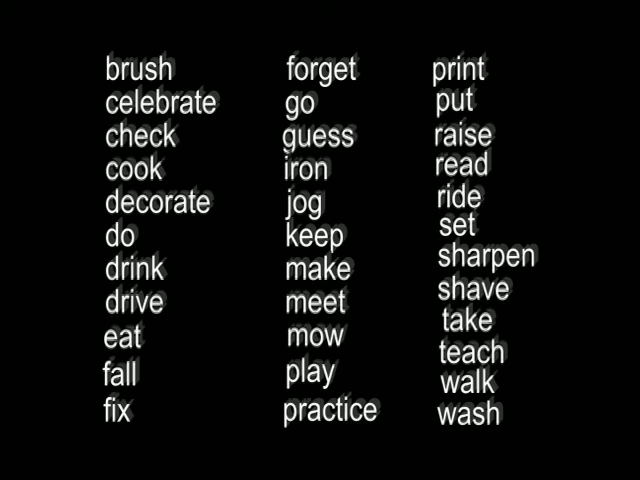 brush
celebrate
check
cook
decorate
do
drink
drive
eat
fall
fix
forget
go
guess
iron
jog
keep
make
meet
mow
play
practice
print
put
raise
read
ride
set
sharpen
shave
take
teach
walk
wash